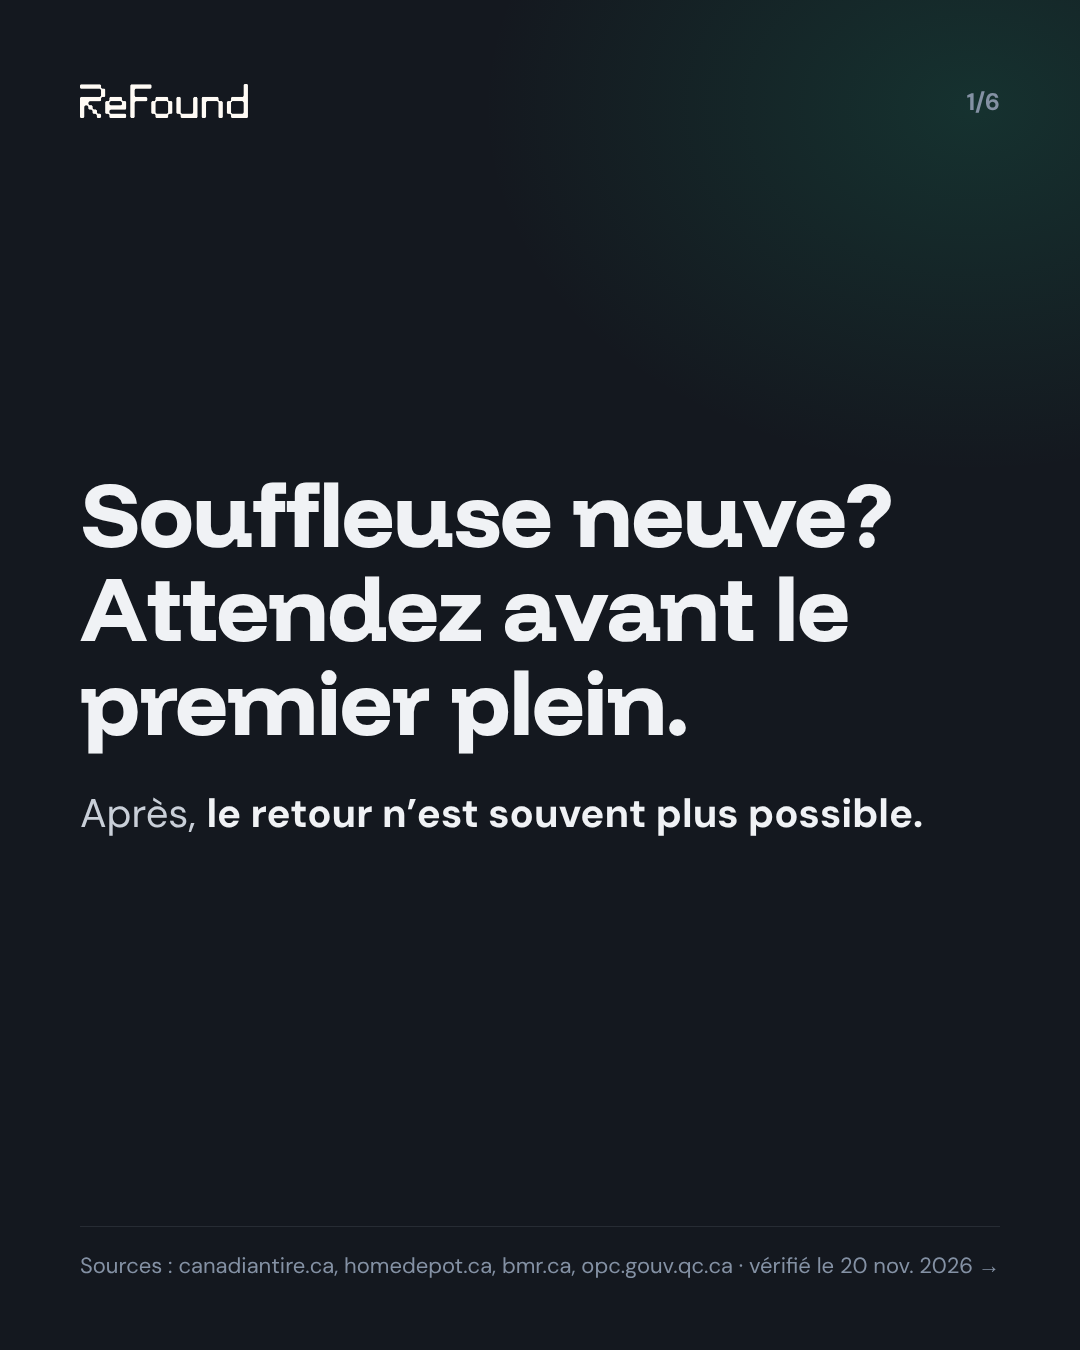 ReFound
1/6
Souffleuse neuve?
Attendez avant le
premier plein.
Après, le retour n’est souvent plus possible.
Sources : canadiantire.ca, homedepot.ca, bmr.ca, opc.gouv.qc.ca · vérifié le 20 nov. 2026 →